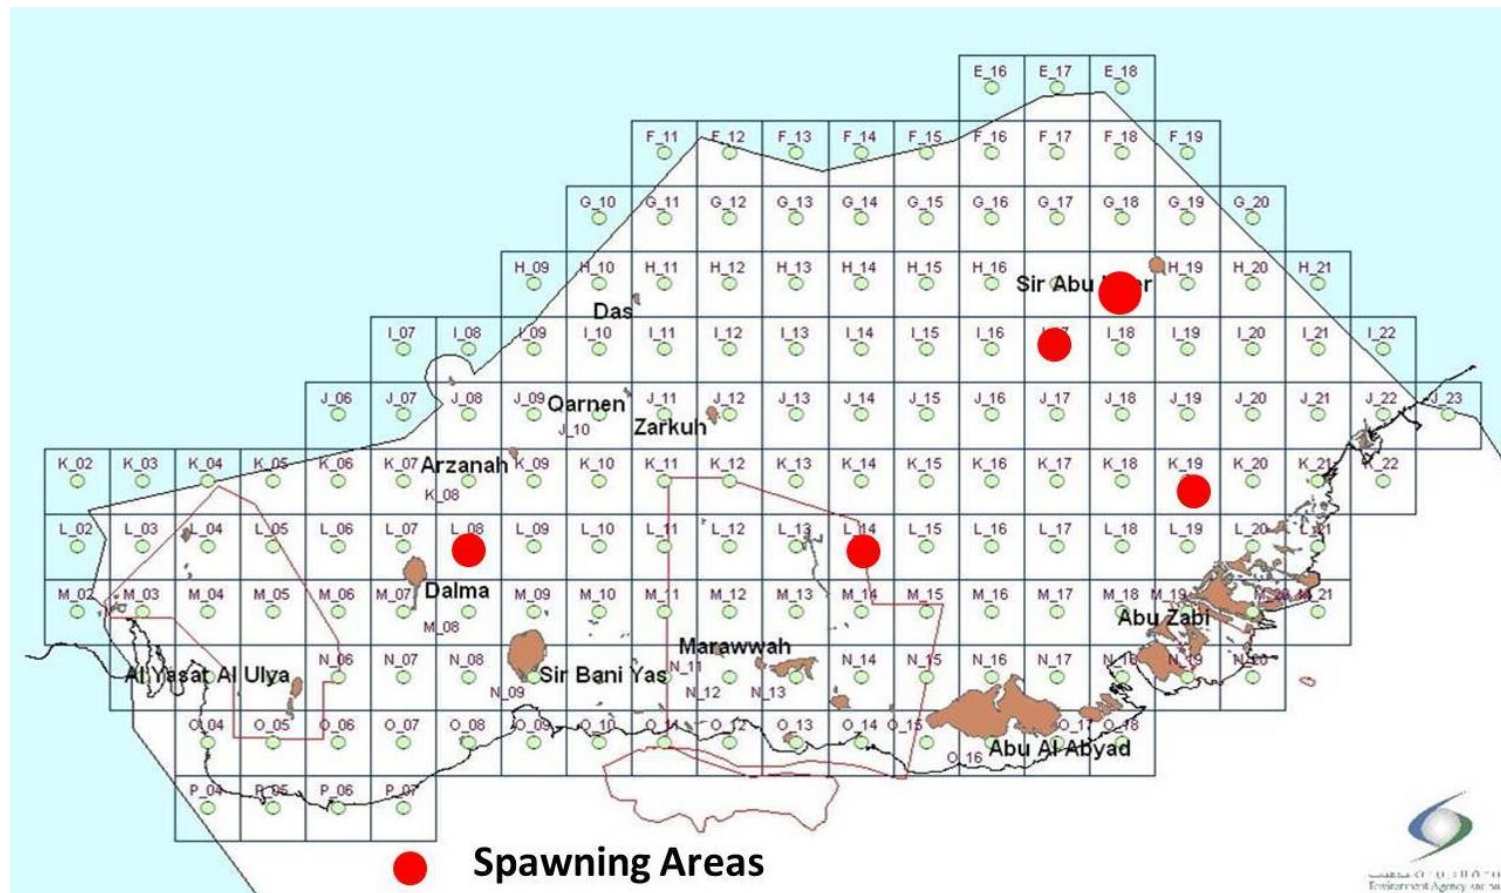 E_16 E_17 E_18
F_11 F_12 F_13 F_14 F_15 F_16 F_17 F_18 F_19
G_10 G_11 G_12 G_13 G_14 G_15 G_16 G_17 G_18 G_19 G_20
H_09 H_10 H_11 H_12 H_13 H_14 H_15 H_16 H_19 H_20 H_21
Sir Abu
Das
I_07 I_08 I_09 I_10 I_11 I_12 I_13 I_14 I_15 I_16 I_18 I_19 I_20 I_21 I_22
J_06 J_07 J_08 J_09 Qarnen J_11 J_12 J_13 J_14 J_15 J_16 J_17 J_18 J_19 J_20 J_21 J_22 J_23
J_10 Zarkuh
K_02 K_03 K_04 K_05 K_06 K_07 Arzanah K_09 K_10 K_11 K_12 K_13 K_14 K_15 K_16 K_17 K_18 K_19 K_20 K_21 K_22
K_08
L_02 L_03 L_04 L_05 L_06 L_07 L_08 L_09 L_10 L_11 L_12 L_13 L_14 L_15 L_16 L_17 L_18 L_19 L_20 L_21
M_02 M_03 M_04 M_05 M_06 M_07 Dalma M_09 M_10 M_11 M_12 M_13 M_14 M_15 M_16 M_17 M_18 M_19 M_20 M_21
M_08 Abu Zabi
Marawwah
N_06 N_07 N_08 N_11 N_14 N_15 N_16 N_17 N_18 N_19 N_20
Al Yasat Al Ulya Sir Bani Yas
N_09 N_12 N_13
O_04 O_05 O_06 O_07 O_08 O_09 O_10 O_11 O_12 O_13 O_14 O_15 O_17 O_18
O_16 Abu Al Abyad
P_04 P_05 P_06 P_07
Spawning Areas
Environment Agency